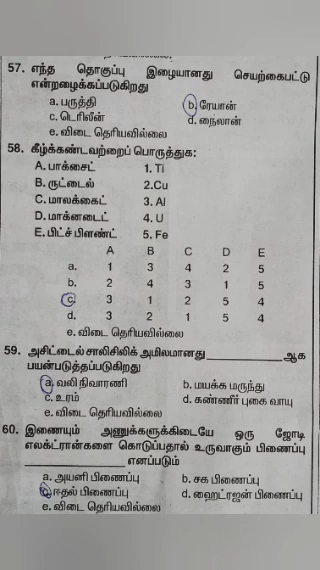 57. எந்த தொகுப்பு இழையானது செயற்கைபட்டு
என்றழைக்கப்படுகிறது
a. பருத்தி b. ரேயான்
c. டெரிலீன் d. நைலான்
e. விடை தெரியவில்லை
58. கீழ்க்கண்டவற்றைப் பொருத்துக:
A. பாக்சைட் 1. Ti
B. ருட்டைல் 2.Cu
C. மாலக்கைட் 3. Al
D. மாக்னடைட் 4. U
E. பிட்ச் பிளண்ட் 5. Fe
A B C D E
a. 1 3 4 2 5
b. 2 4 3 1 5
c. 3 1 2 5 4
d. 3 2 1 5 4
e. விடை தெரியவில்லை
59. அசிட்டைல் சாலிசிலிக் அமிலமானது ____________ ஆக
பயன்படுத்தப்படுகிறது
a. வலி நிவாரணி b. மயக்க மருந்து
c. உரம் d. கண்ணீர் புகை வாயு
e. விடை தெரியவில்லை
60. இணையும் அணுக்களுக்கிடையே ஒரு ஜோடி
எலக்ட்ரான்களை கொடுப்பதால் உருவாகும் பிணைப்பு
____________ எனப்படும்
a. அயனி பிணைப்பு b. சக பிணைப்பு
c. ஈதல் பிணைப்பு d. ஹைட்ரஜன் பிணைப்பு
e. விடை தெரியவில்லை